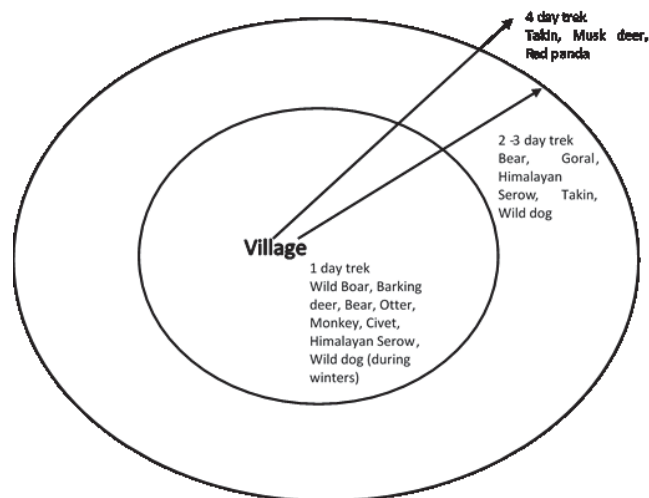 4 day trek
Takin, Musk deer,
Red panda
2 -3 day trek
Bear, Goral,
Himalayan
Serow, Takin,
Wild dog
Village
1 day trek
Wild Boar, Barking
deer, Bear, Otter,
Monkey, Civet,
Himalayan Serow,
Wild dog (during
winters)